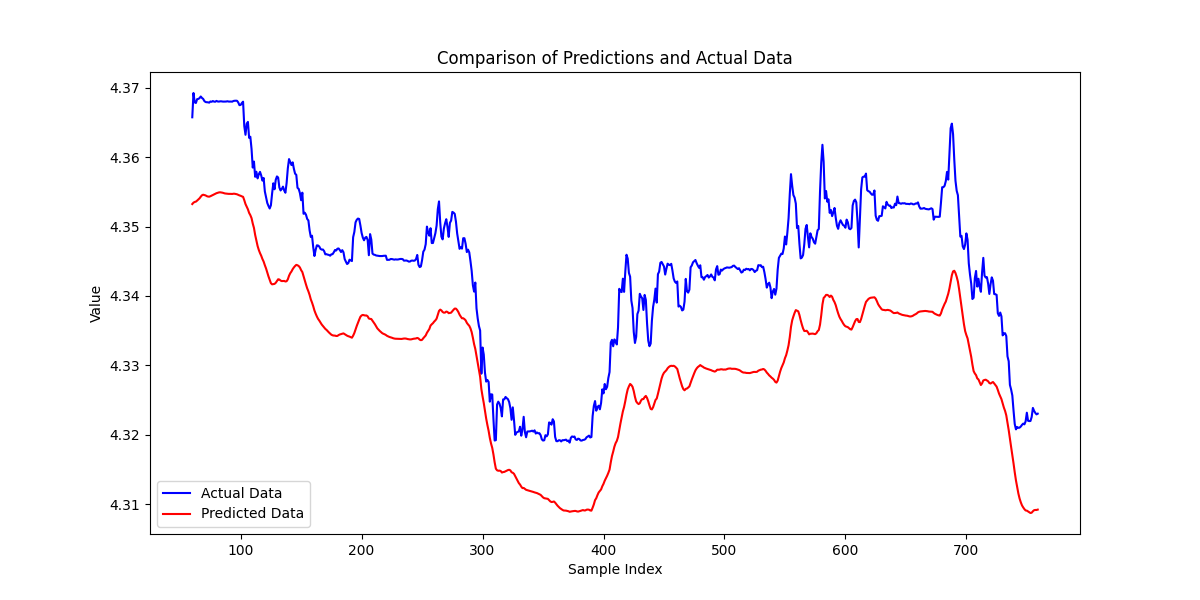 Comparison of Predictions and Actual Data
4.37
4.36
4.35
4.34
4.33
4.32
4.31
Value
Actual Data
Predicted Data
100 200 300 400 500 600 700
Sample Index